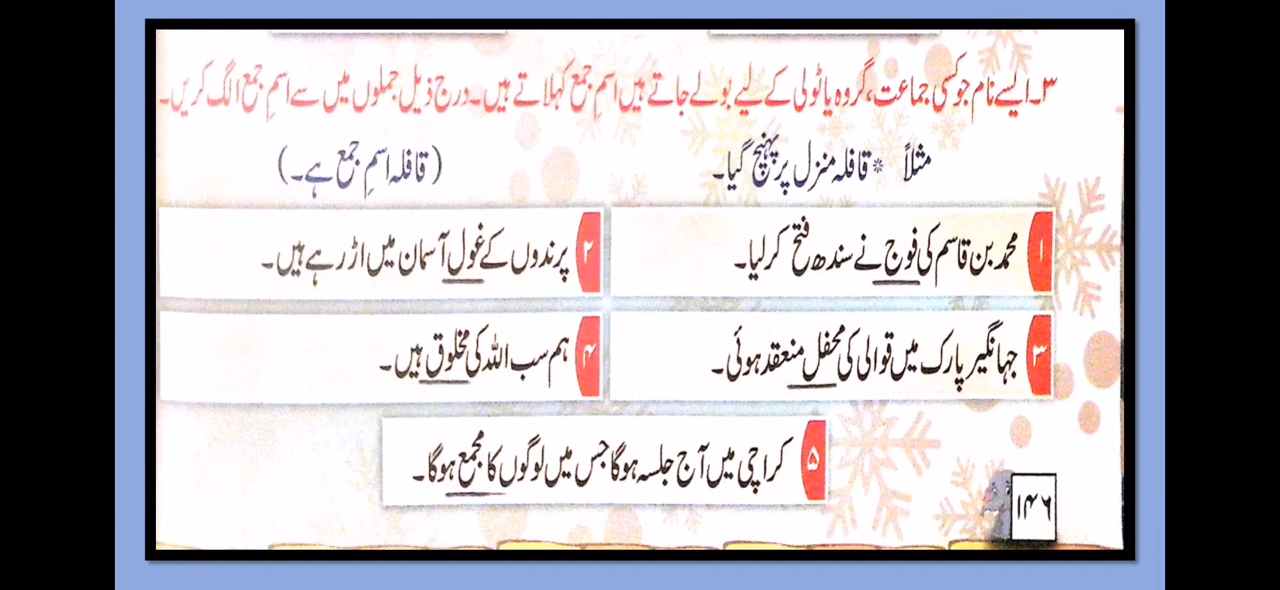 ۳۔ایسے نام جو کسی جماعت، گروہ یا ٹولی کے لیے بولے جاتے ہیں اسمِ جمع کہلاتے ہیں۔درج ذیل جملوں میں سے اسمِ جمع الگ کریں۔
مثلاً * قافلہ منزل پر پہنچ گیا۔ (قافلہ اسمِ جمع ہے۔)
۱ محمد بن قاسم کی فوج نے سندھ فتح کرلیا۔
۲ پرندوں کے غول آسمان میں اڑ رہے ہیں۔
۳ جہانگیر پارک میں قوالی کی محفل منعقد ہوئی۔
۴ ہم سب اللہ کی مخلوق ہیں۔
۵ کراچی میں آج جلسہ ہوگا جس میں لوگوں کا مجمع ہوگا۔
۱۴۶